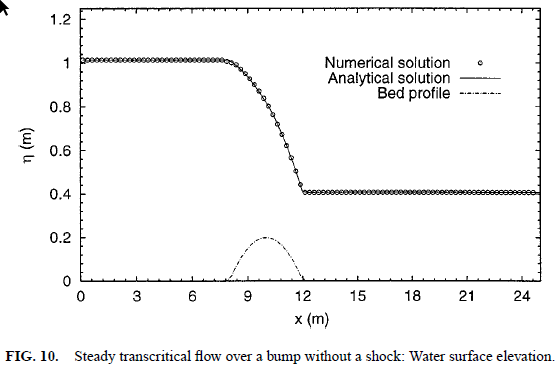 1.2
1
0.8
0.6
0.4
0.2
0
η (m)
Numerical solution
Analytical solution
Bed profile
0 3 6 9 12 15 18 21 24
x (m)
FIG. 10. Steady transcritical flow over a bump without a shock: Water surface elevation.